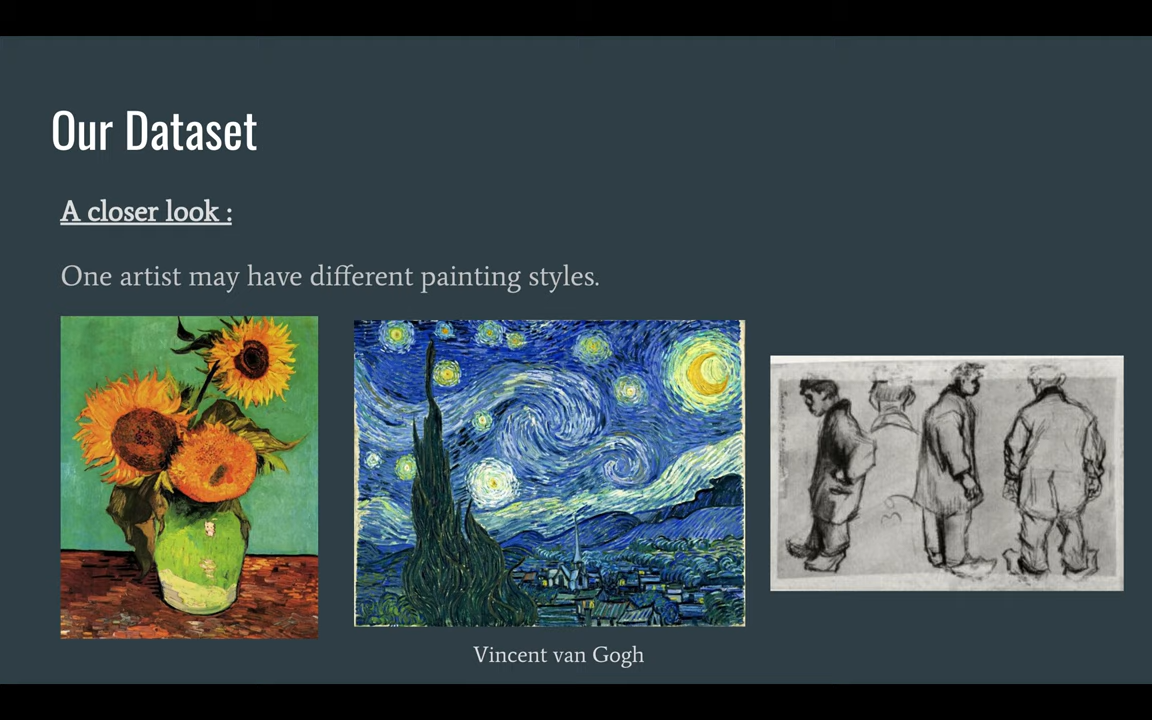 Our Dataset
A closer look :
One artist may have different painting styles.
Vincent van Gogh